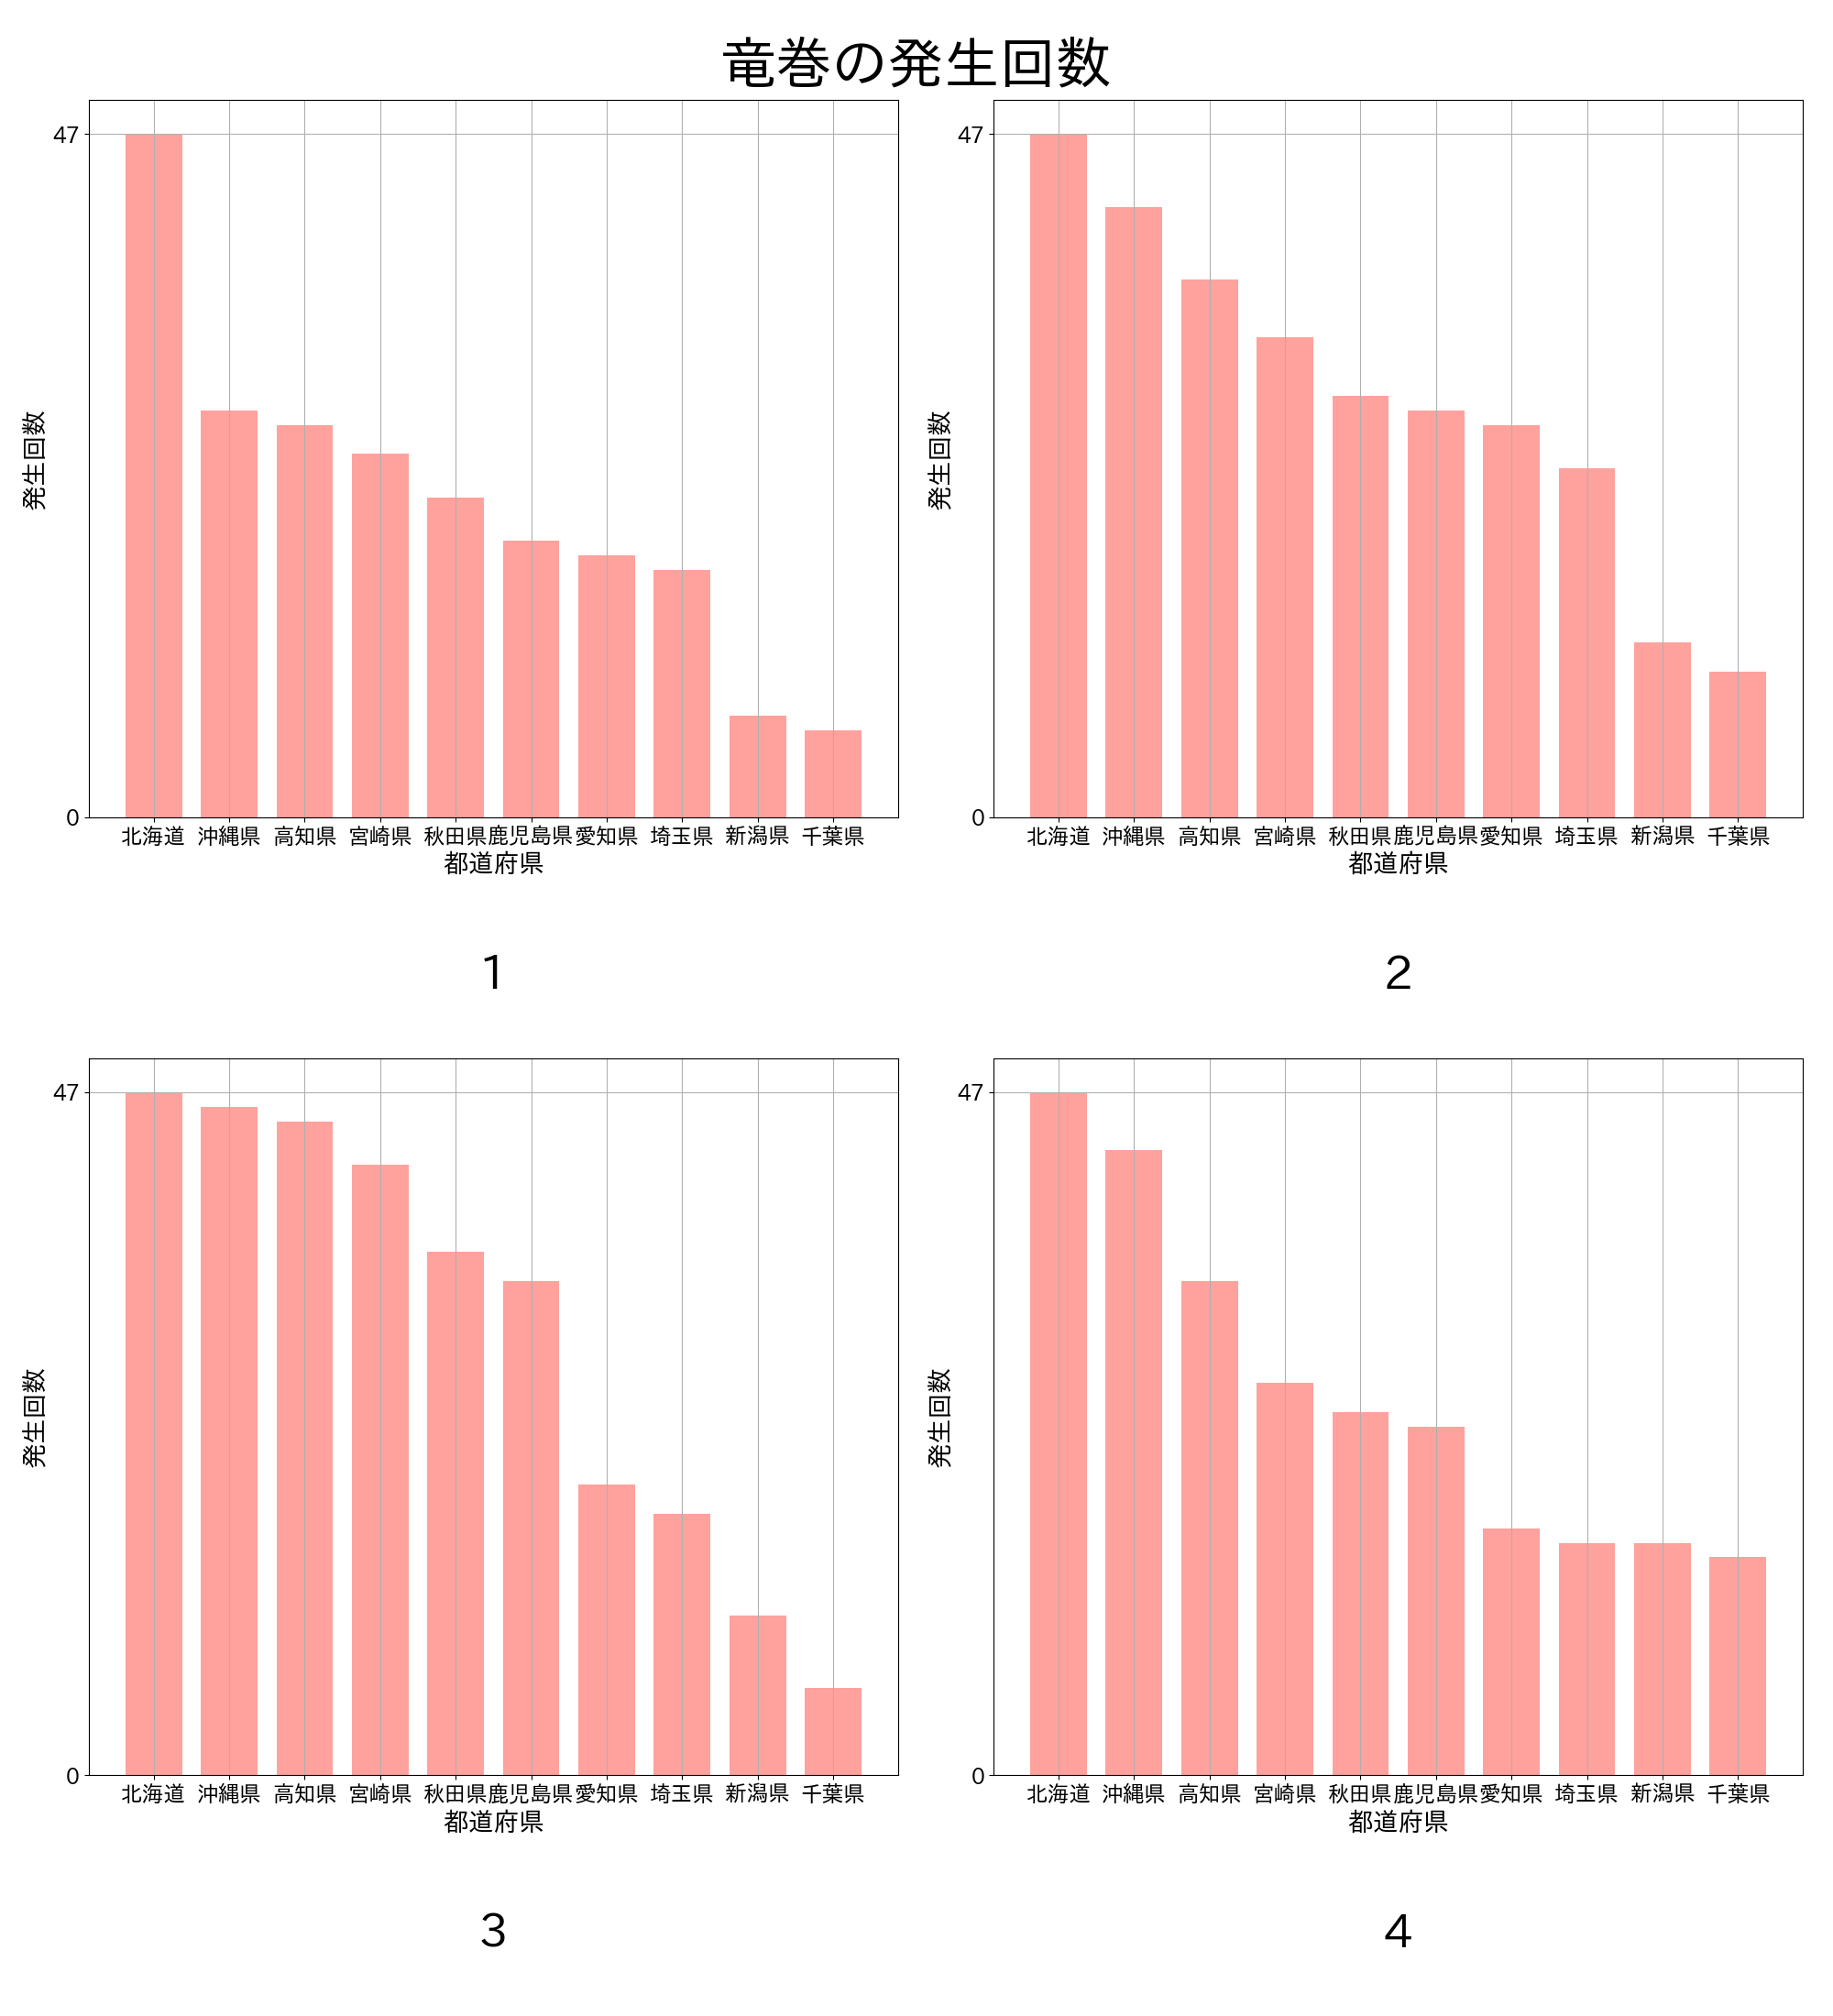 竜巻の発生回数
47
0
発生回数
北海道 沖縄県 高知県 宮崎県 秋田県 鹿児島県 愛知県 埼玉県 新潟県 千葉県
都道府県
1
47
0
発生回数
北海道 沖縄県 高知県 宮崎県 秋田県 鹿児島県 愛知県 埼玉県 新潟県 千葉県
都道府県
2
47
0
発生回数
北海道 沖縄県 高知県 宮崎県 秋田県 鹿児島県 愛知県 埼玉県 新潟県 千葉県
都道府県
3
47
0
発生回数
北海道 沖縄県 高知県 宮崎県 秋田県 鹿児島県 愛知県 埼玉県 新潟県 千葉県
都道府県
4